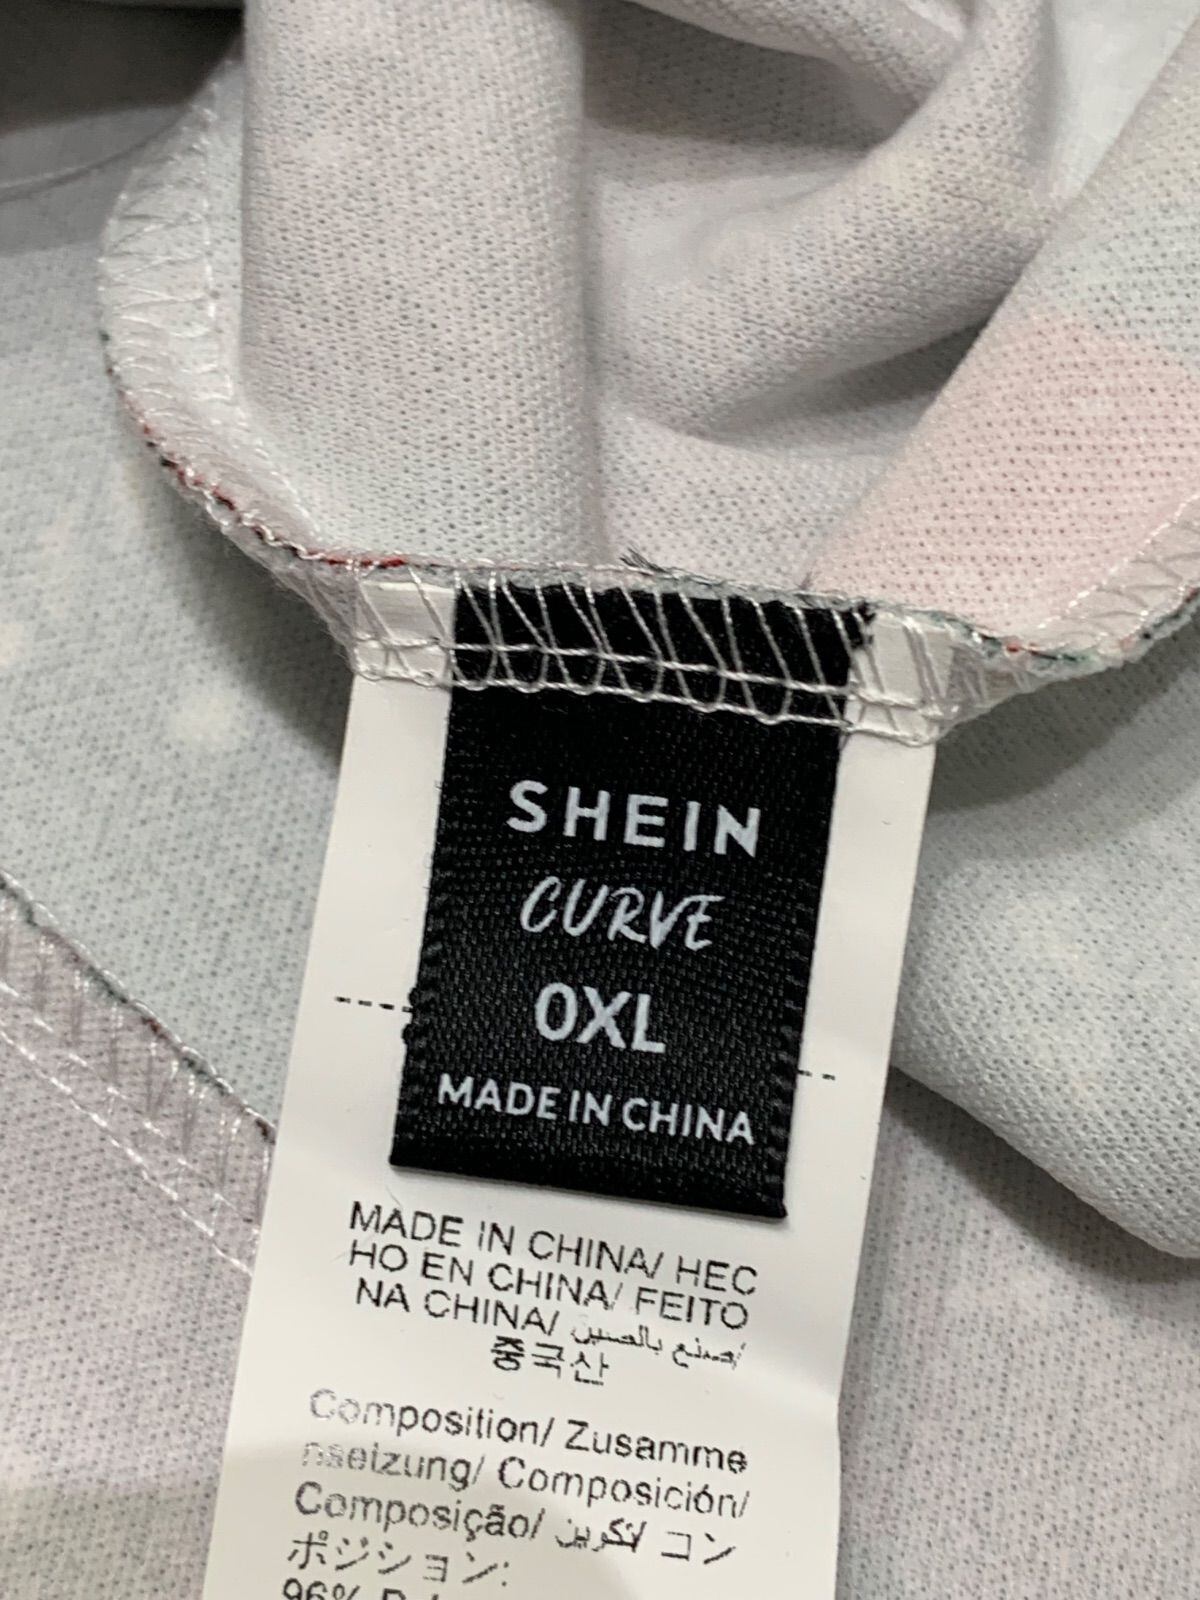 SHEIN
CURVE
0XL
MADE IN CHINA
MADE IN CHINA/ HEC
HO EN CHINA/ FEITO
NA CHINA/ صنع بالصين/
중국산
Composition/ Zusamme
nsetzung/ Composición/
Composição/ تكوين/ コン
ポジション:
96%